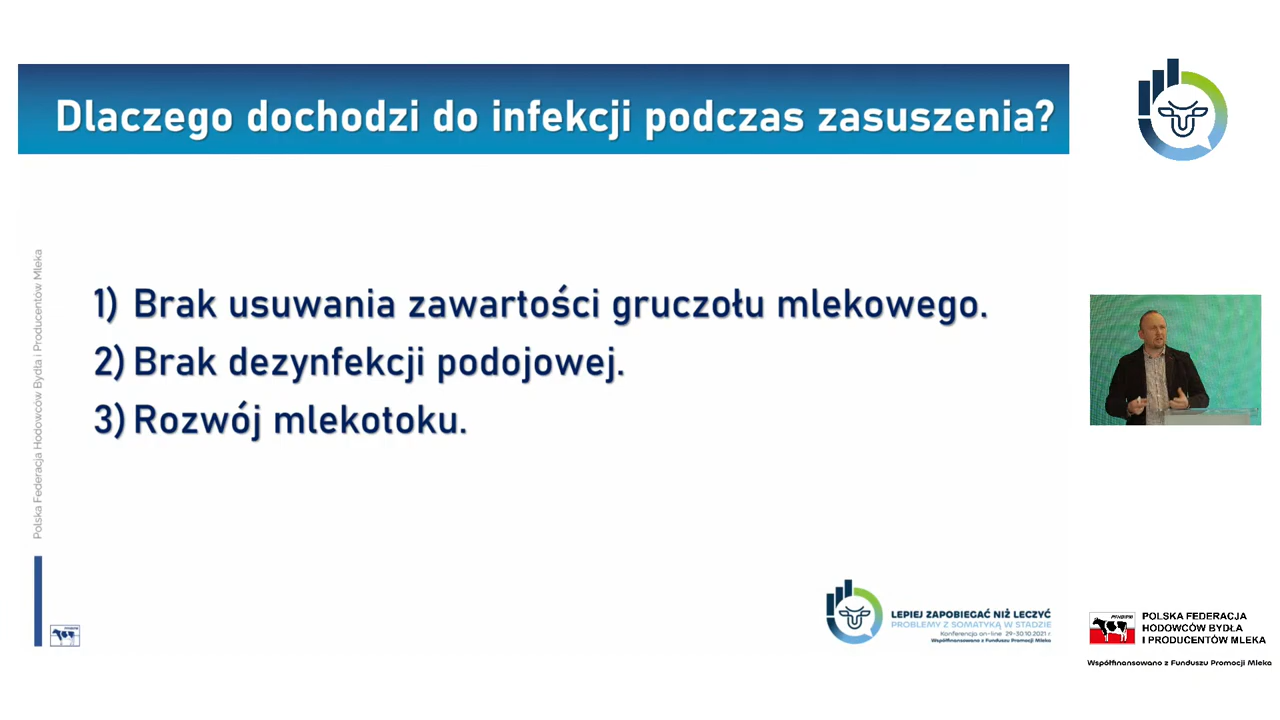 Dlaczego dochodzi do infekcji podczas zasuszenia?
Polska Federacja Hodowców Bydła i Producentów Mleka
1) Brak usuwania zawartości gruczołu mlekowego.
2) Brak dezynfekcji podojowej.
3) Rozwój mlekotoku.
LEPIEJ ZAPOBIEGAĆ NIŻ LECZYĆ
PROBLEMY Z SOMATYKĄ W STADZIE
Konferencja on-line 29-30.10.2021 r.
Współfinansowano z Funduszu Promocji Mleka
POLSKA FEDERACJA
HODOWCÓW BYDŁA
I PRODUCENTÓW MLEKA
Współfinansowano z Funduszu Promocji Mleka